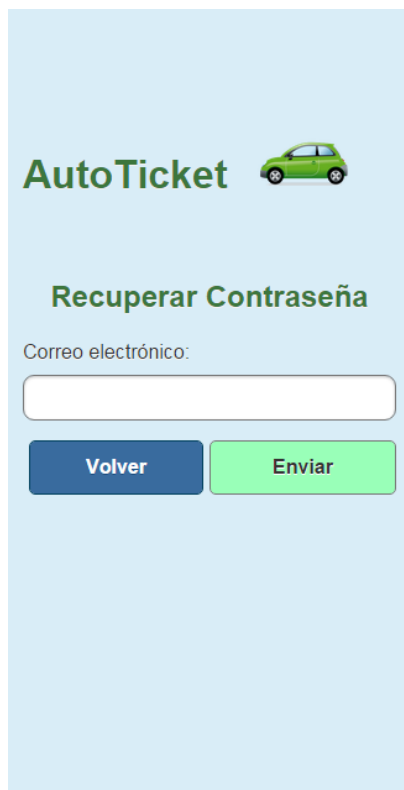 AutoTicket
Recuperar Contraseña
Correo electrónico:
Volver Enviar